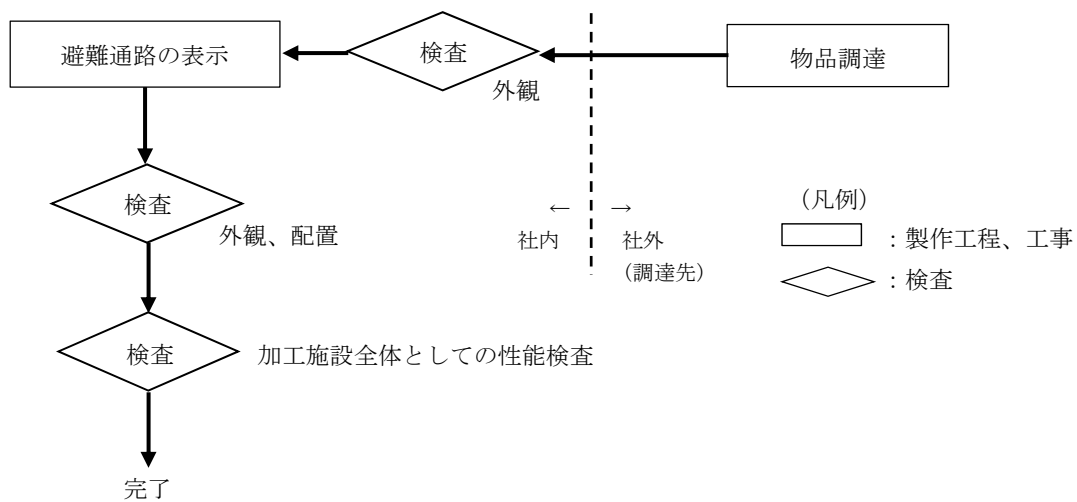 避難通路の表示
検査
外観
物品調達
検査
外観、配置
← →
社内 社外
（調達先）
（凡例）
：製作工程、工事
：検査
検査
加工施設全体としての性能検査
完了